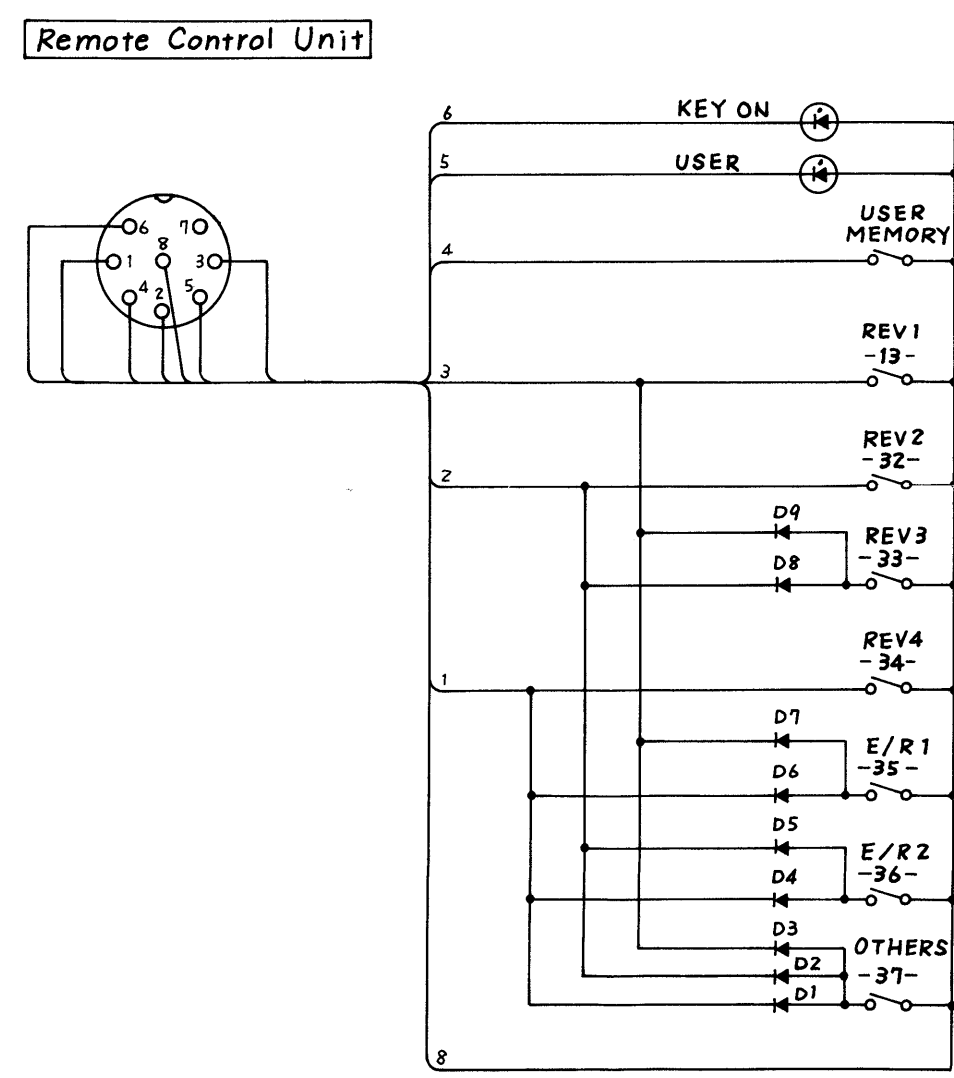 Remote Control Unit
6 KEY ON
5 USER
USER
MEMORY
4
6 7
8
1 3
4 2 5
REV1
-13-
3
REV2
-32-
2
D9
REV3
-33-
D8
REV4
-34-
1
D7
E/R1
-35-
D6
D5
E/R2
-36-
D4
D3
OTHERS
D2
-37-
D1
8